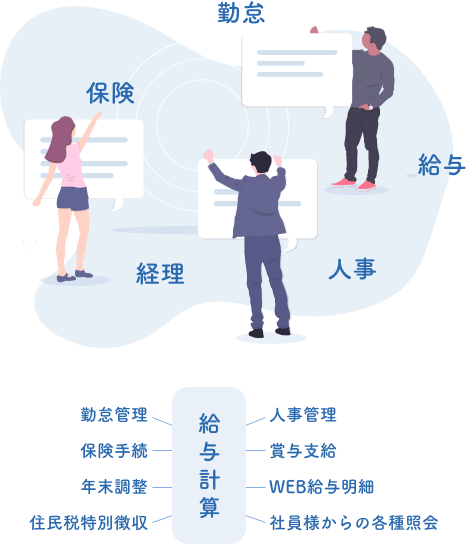 勤怠
保険
給与
経理
人事
勤怠管理
保険手続
年末調整
住民税特別徴収
給与計算
人事管理
賞与支給
WEB給与明細
社員様からの各種照会